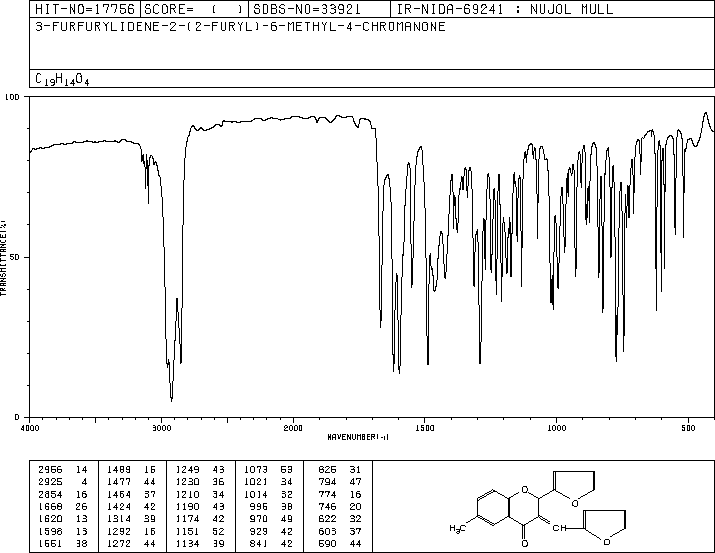 HIT-NO=17756 SCORE= ( ) SDBS-NO=33921 IR-NIDA-69241 : NUJOL MULL
3-FURFURYLIDENE-2-(2-FURYL)-6-METHYL-4-CHROMANONE
C19H14O4
100
50
0
TRANSMITTANCE(%)
4000 3000 2000 1500 1000 500
WAVENUMBER(-1)
2956 14 1489 16 1249 43 1073 53 826 31
2925 4 1477 44 1230 36 1021 34 794 47
2854 16 1464 37 1210 34 1014 32 774 16
1668 26 1424 42 1190 43 996 38 746 20
1620 13 1314 39 1174 42 970 49 622 32
1598 13 1292 16 1151 52 929 42 603 37
1551 38 1272 44 1134 39 841 42 590 44
O
O
H3C
CH
O
O